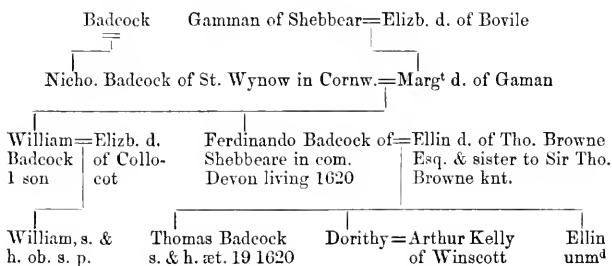 Badcock Gamman of Shebbear=Elizb. d. of Bovile
Nicho. Badcock of St. Wynow in Cornw.=Margt d. of Gaman
William=Elizb. d. Ferdinando Badcock of=Ellin d. of Tho. Browne
Badcock of Collo- Shebbeare in com. Esq. & sister to Sir Tho.
1 son cot Devon living 1620 Browne knt.
William, s. & Thomas Badcock Dorithy=Arthur Kelly Ellin
h. ob. s. p. s. & h. æt. 19 1620 of Winscott unmd